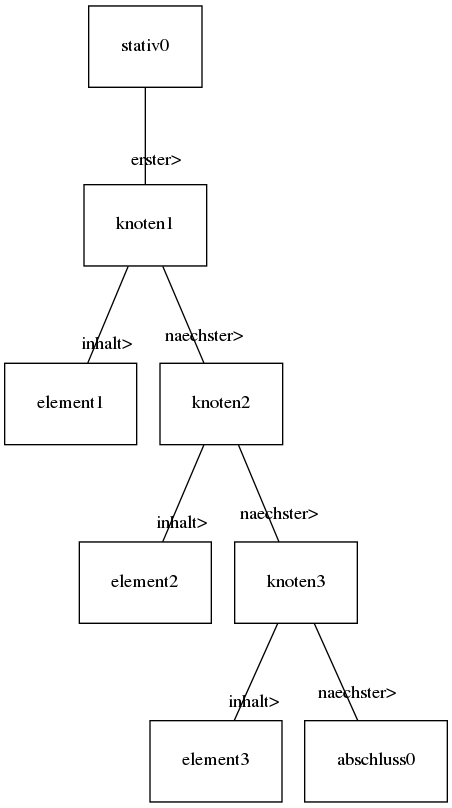 stativ0
erster>
knoten1
inhalt>
naechster>
element1
knoten2
inhalt>
naechster>
element2
knoten3
inhalt>
naechster>
element3
abschluss0